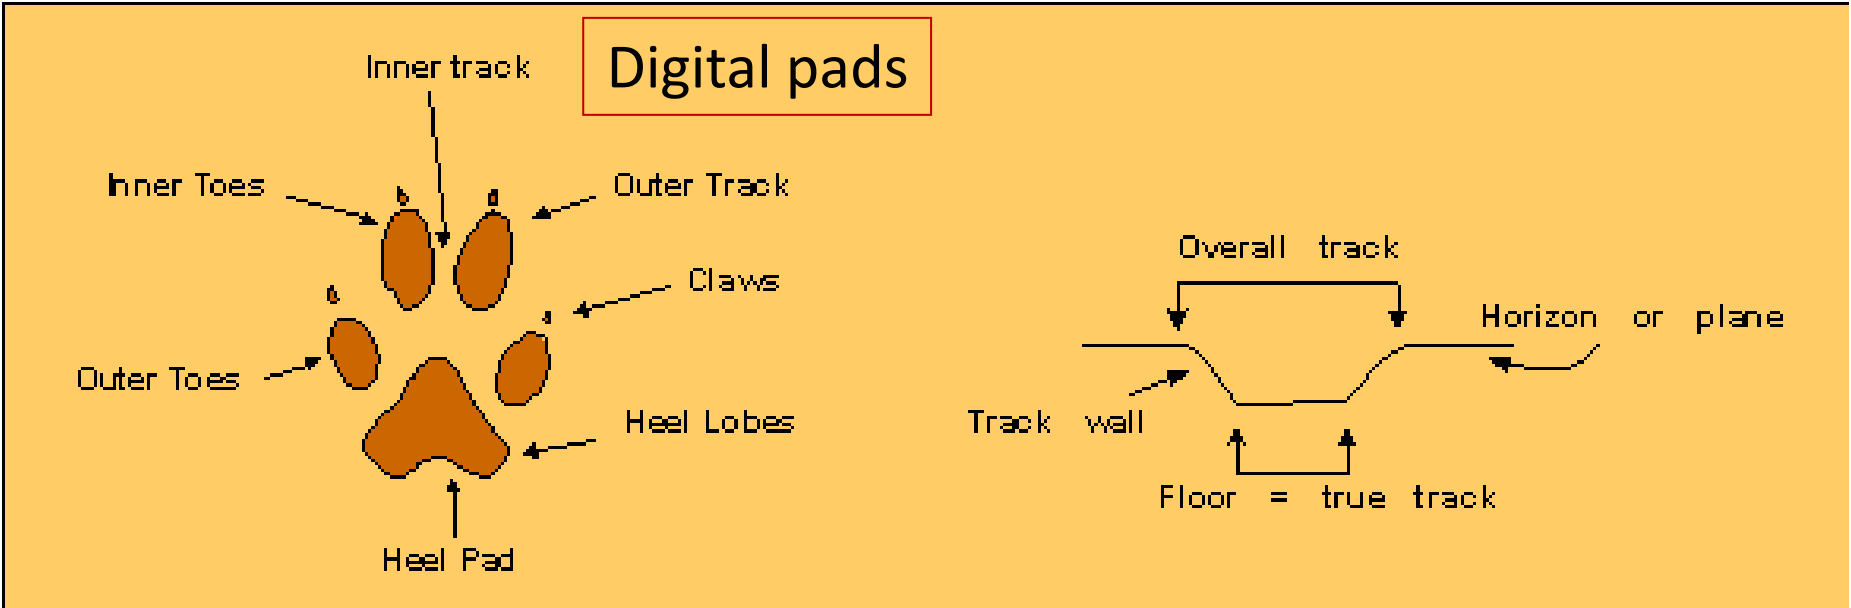 Digital pads
Inner track
Inner Toes
Outer Track
Claws
Outer Toes
Heel Lobes
Heel Pad
Overall track
Horizon or plane
Track wall
Floor = true track